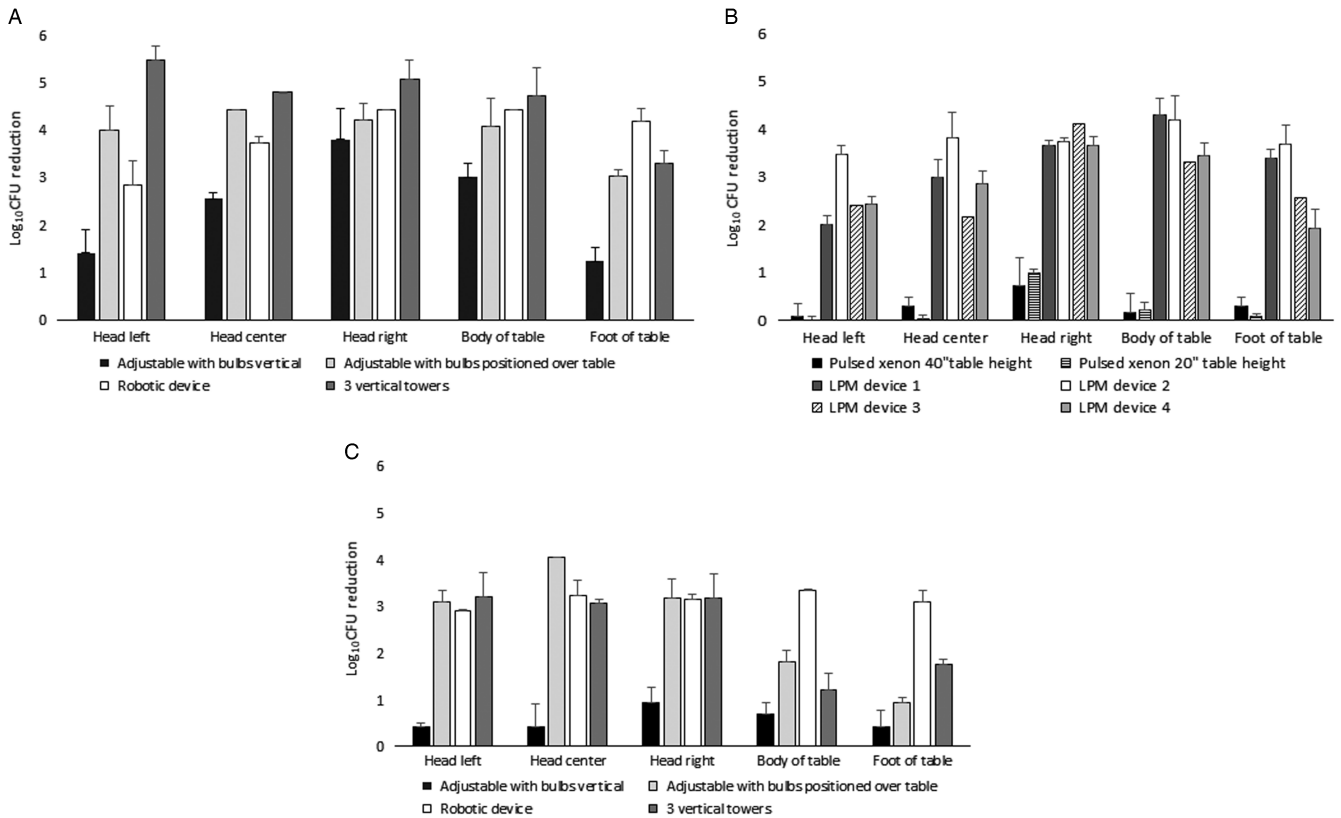 A
6
5
4
3
2
1
0
Log10CFU reduction
Head left Head center Head right Body of table Foot of table
Adjustable with bulbs vertical Adjustable with bulbs positioned over table
Robotic device 3 vertical towers
B
6
5
4
3
2
1
0
Log10 CFU reduction
Head left Head center Head right Body of table Foot of table
Pulsed xenon 40"table height Pulsed xenon 20" table height
LPM device 1 LPM device 2
LPM device 3 LPM device 4
C
6
5
4
3
2
1
0
Log10CFU reduction
Head left Head center Head right Body of table Foot of table
Adjustable with bulbs vertical Adjustable with bulbs positioned over table
Robotic device 3 vertical towers